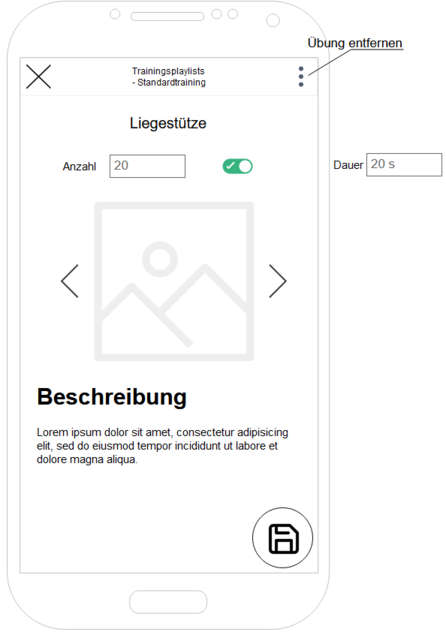 Übung entfernen
Trainingsplaylists
- Standardtraining
Liegestütze
Anzahl 20
Dauer 20 s
Beschreibung
Lorem ipsum dolor sit amet, consectetur adipisicing
elit, sed do eiusmod tempor incididunt ut labore et
dolore magna aliqua.